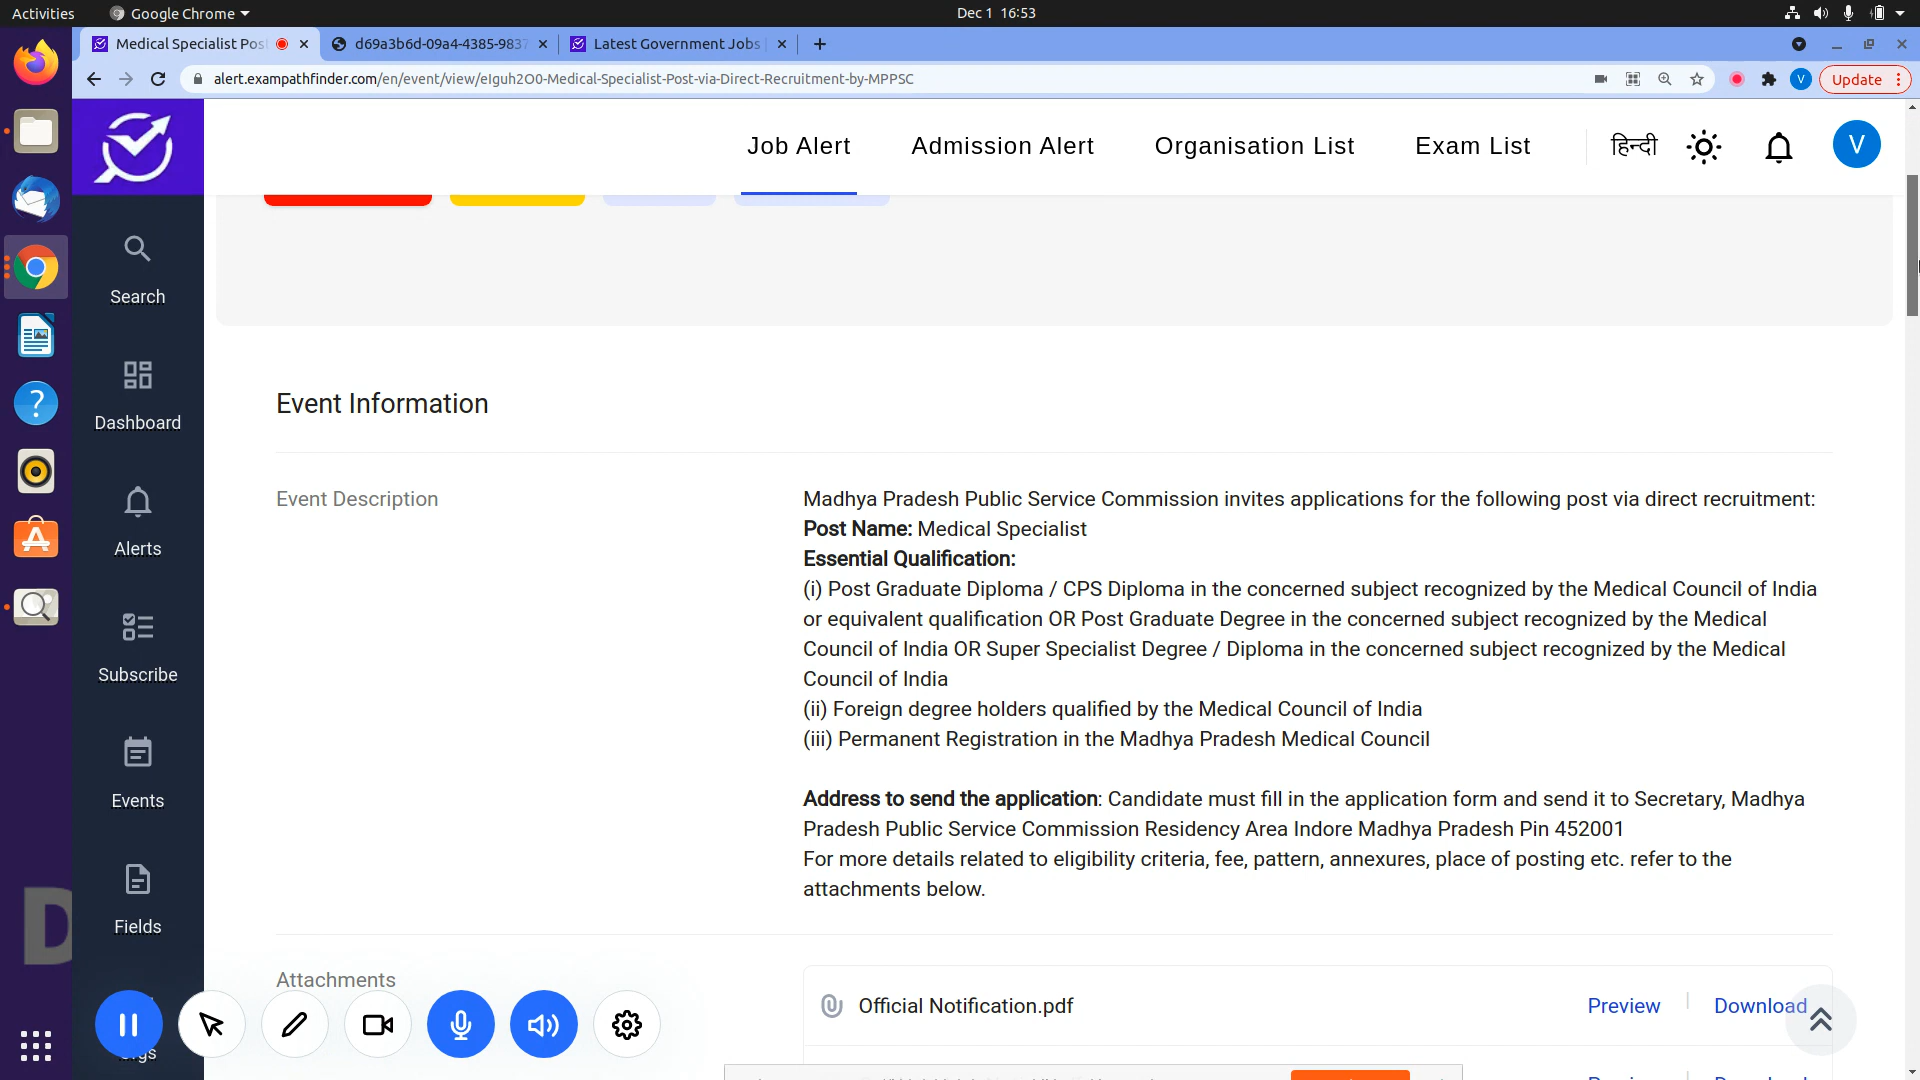 Activities
Google Chrome
Dec 1 16:53
Medical Specialist Pos
d69a3b6d-09a4-4385-9837
Latest Government Jobs
alert.exampathfinder.com/en/event/view/eIguh2O0-Medical-Specialist-Post-via-Direct-Recruitment-by-MPPSC
V
Update
Job Alert
Admission Alert
Organisation List
Exam List
हिन्दी
V
Search
Dashboard
Alerts
Subscribe
Events
Fields
Event Information
Event Description
Madhya Pradesh Public Service Commission invites applications for the following post via direct recruitment:
Post Name: Medical Specialist
Essential Qualification:
(i) Post Graduate Diploma / CPS Diploma in the concerned subject recognized by the Medical Council of India
or equivalent qualification OR Post Graduate Degree in the concerned subject recognized by the Medical
Council of India OR Super Specialist Degree / Diploma in the concerned subject recognized by the Medical
Council of India
(ii) Foreign degree holders qualified by the Medical Council of India
(iii) Permanent Registration in the Madhya Pradesh Medical Council
Address to send the application: Candidate must fill in the application form and send it to Secretary, Madhya
Pradesh Public Service Commission Residency Area Indore Madhya Pradesh Pin 452001
For more details related to eligibility criteria, fee, pattern, annexures, place of posting etc. refer to the
attachments below.
Attachments
Official Notification.pdf
Preview
Download